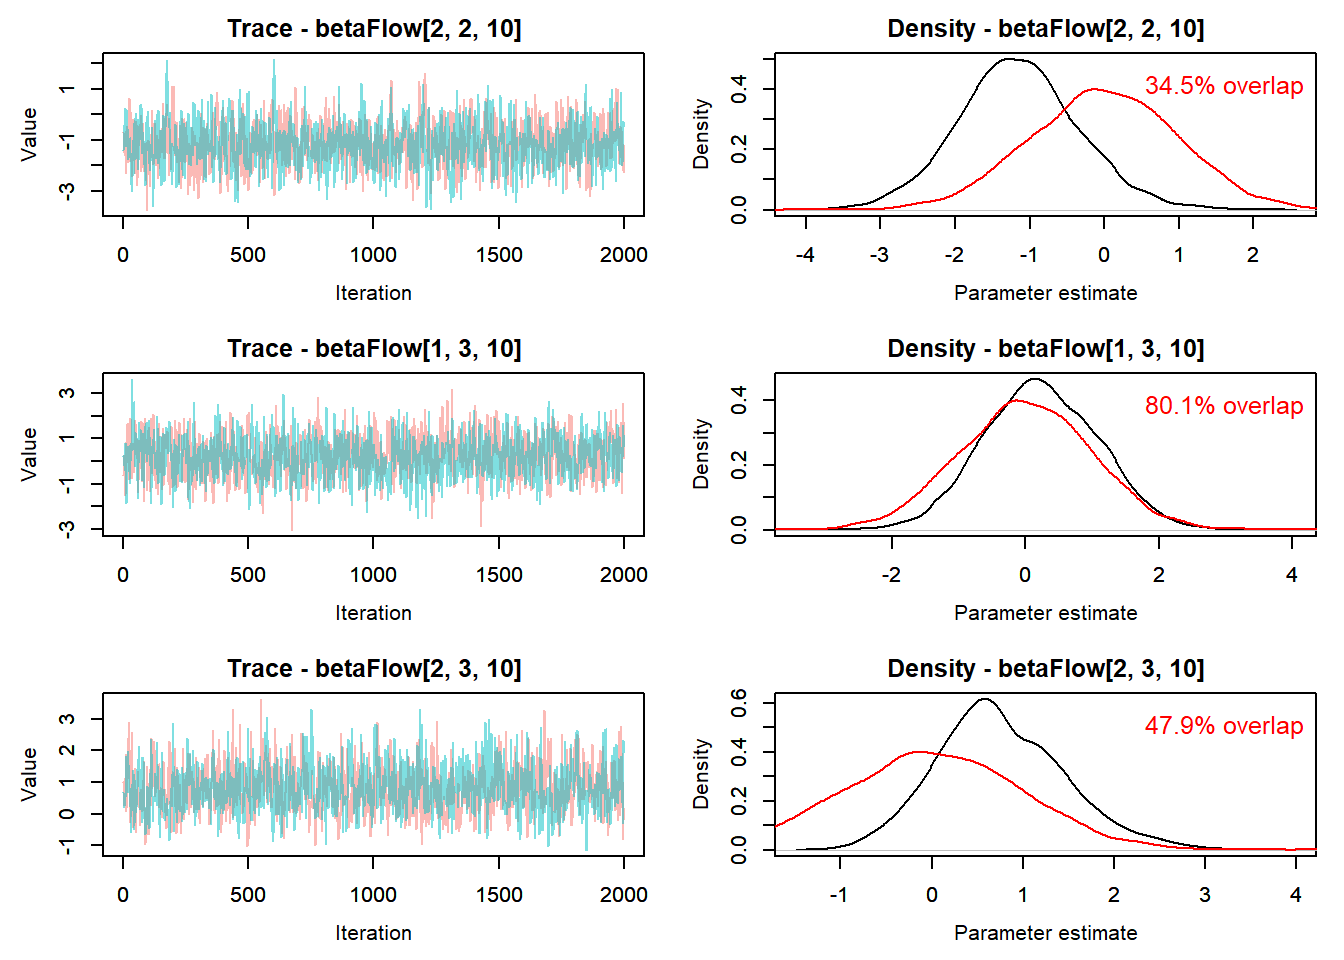 Trace - betaFlow[2, 2, 10]
Value
1
-1
-3
0 500 1000 1500 2000
Iteration
Density - betaFlow[2, 2, 10]
34.5% overlap
Density
0.4
0.2
0.0
-4 -3 -2 -1 0 1 2
Parameter estimate
Trace - betaFlow[1, 3, 10]
Value
3
1
-1
-3
0 500 1000 1500 2000
Iteration
Density - betaFlow[1, 3, 10]
80.1% overlap
Density
0.4
0.2
0.0
-2 0 2 4
Parameter estimate
Trace - betaFlow[2, 3, 10]
Value
3
2
1
0
-1
0 500 1000 1500 2000
Iteration
Density - betaFlow[2, 3, 10]
47.9% overlap
Density
0.6
0.4
0.2
0.0
-1 0 1 2 3 4
Parameter estimate